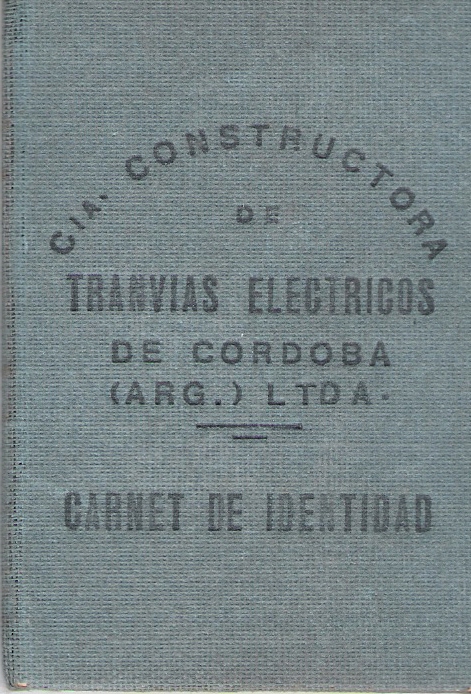 CIA. CONSTRUCTORA
DE
TRANVIAS ELECTRICOS
DE CORDOBA
(ARG.) LTDA.
CARNET DE IDENTIDAD